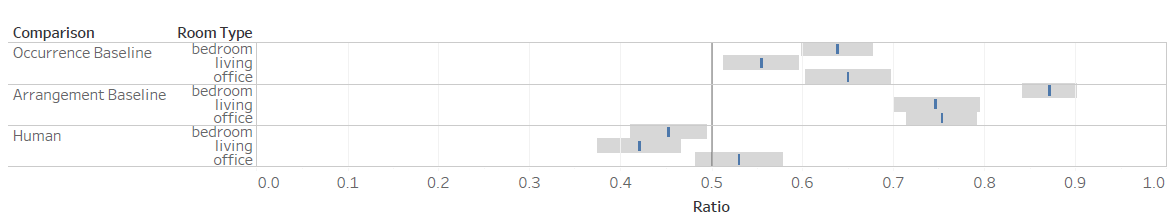 Comparison Room Type
Occurrence Baseline bedroom
living
office
Arrangement Baseline bedroom
living
office
Human bedroom
living
office
0.0 0.1 0.2 0.3 0.4 0.5 0.6 0.7 0.8 0.9 1.0
Ratio